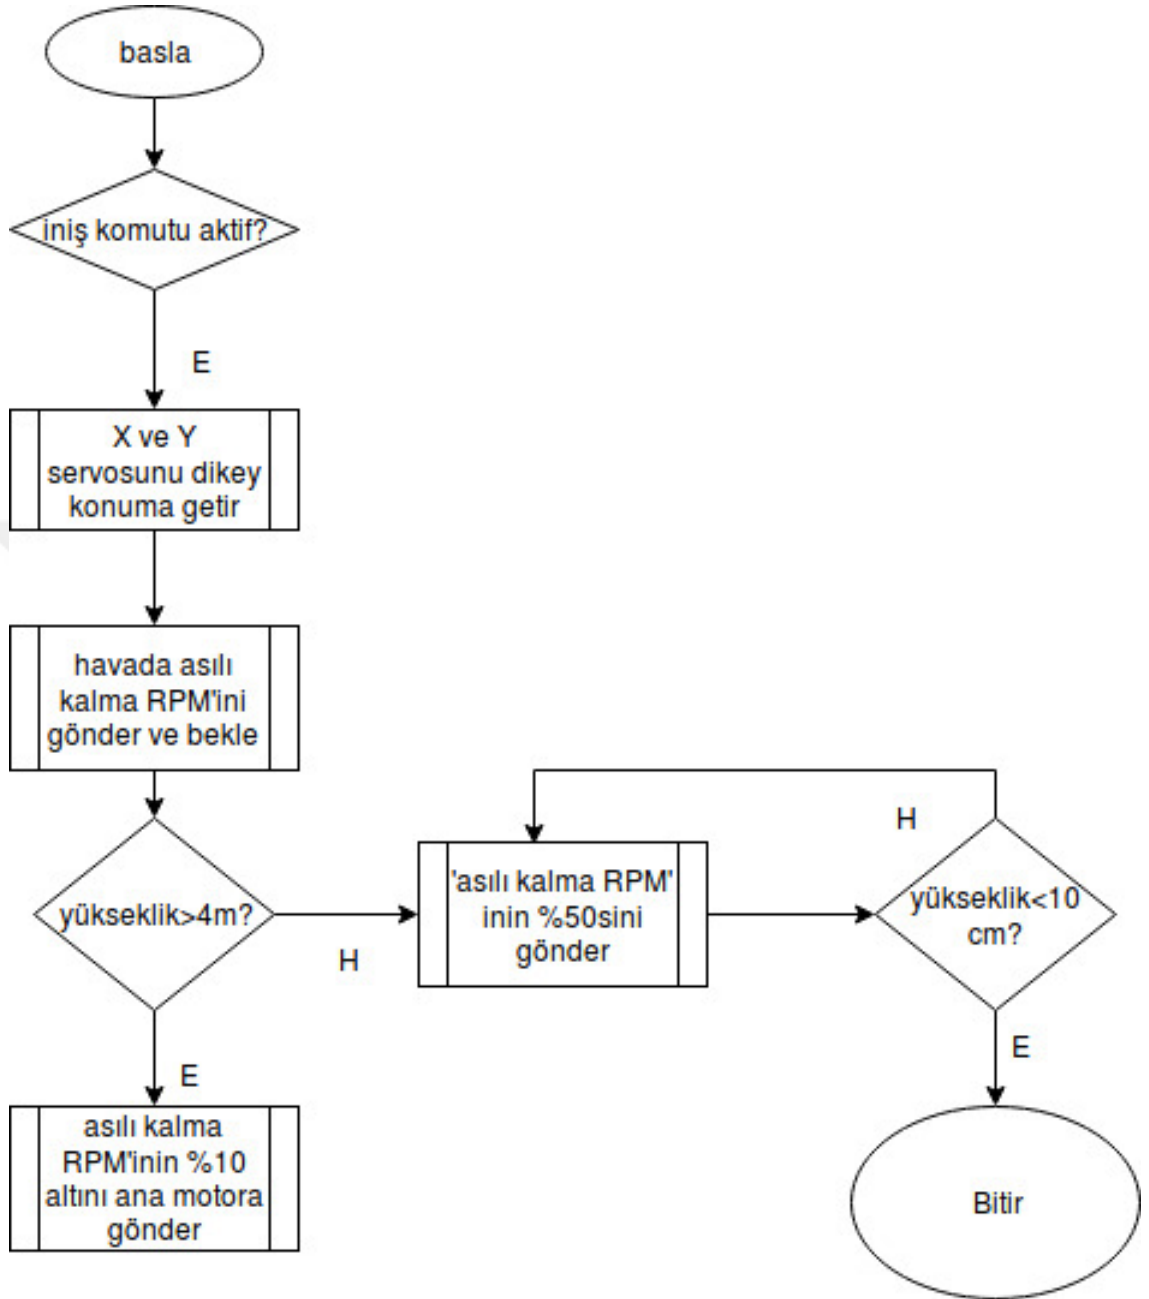 basla
iniş komutu aktif?
E
X ve Y
servosunu dikey
konuma getir
havada asılı
kalma RPM'ini
gönder ve bekle
yükseklik>4m?
H
'asılı kalma RPM'
inin %50sini
gönder
H
yükseklik<10
cm?
E
E
asılı kalma
RPM'inin %10
altını ana motora
gönder
Bitir